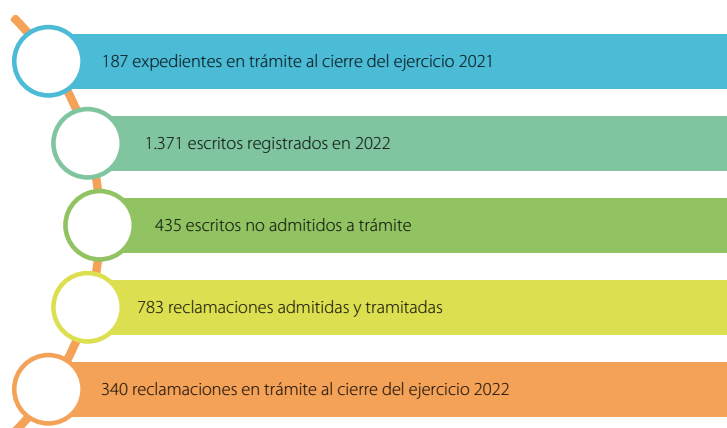 187 expedientes en trámite al cierre del ejercicio 2021
1.371 escritos registrados en 2022
435 escritos no admitidos a trámite
783 reclamaciones admitidas y tramitadas
340 reclamaciones en trámite al cierre del ejercicio 2022